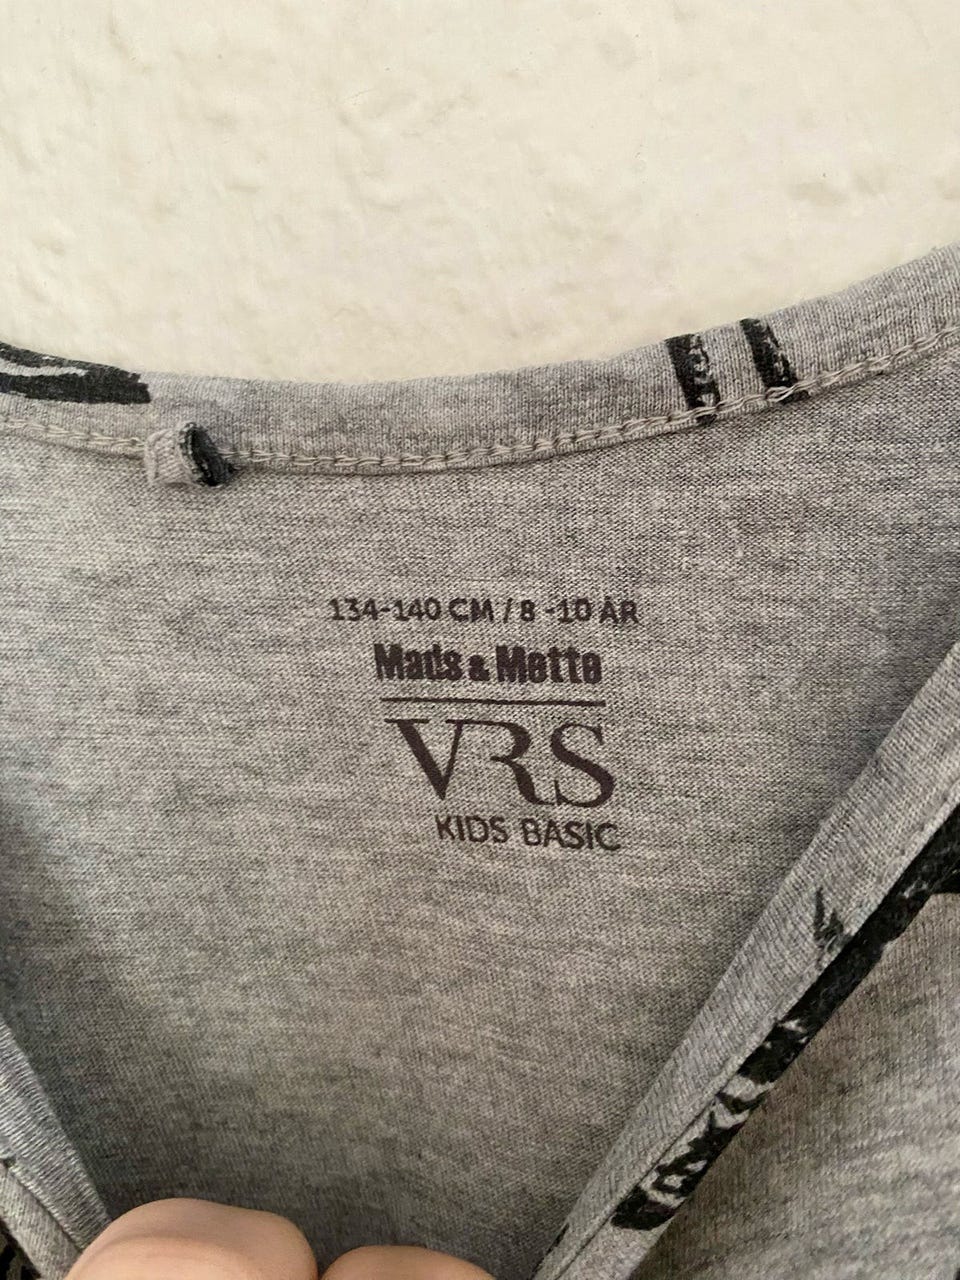 134-140 CM / 8 -10 ÅR
Mads & Mette
VRS
KIDS BASIC